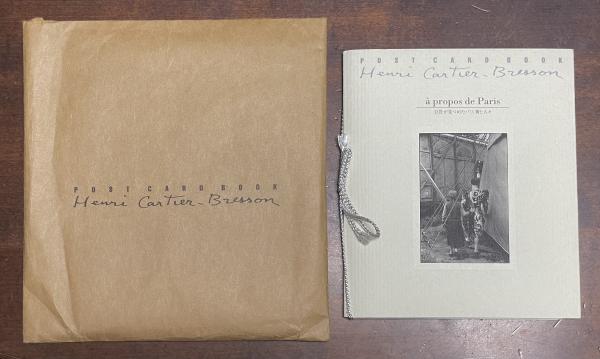 POST CARD BOOK
Henri Cartier-Bresson
POST CARD BOOK
Henri Cartier-Bresson
à propos de Paris